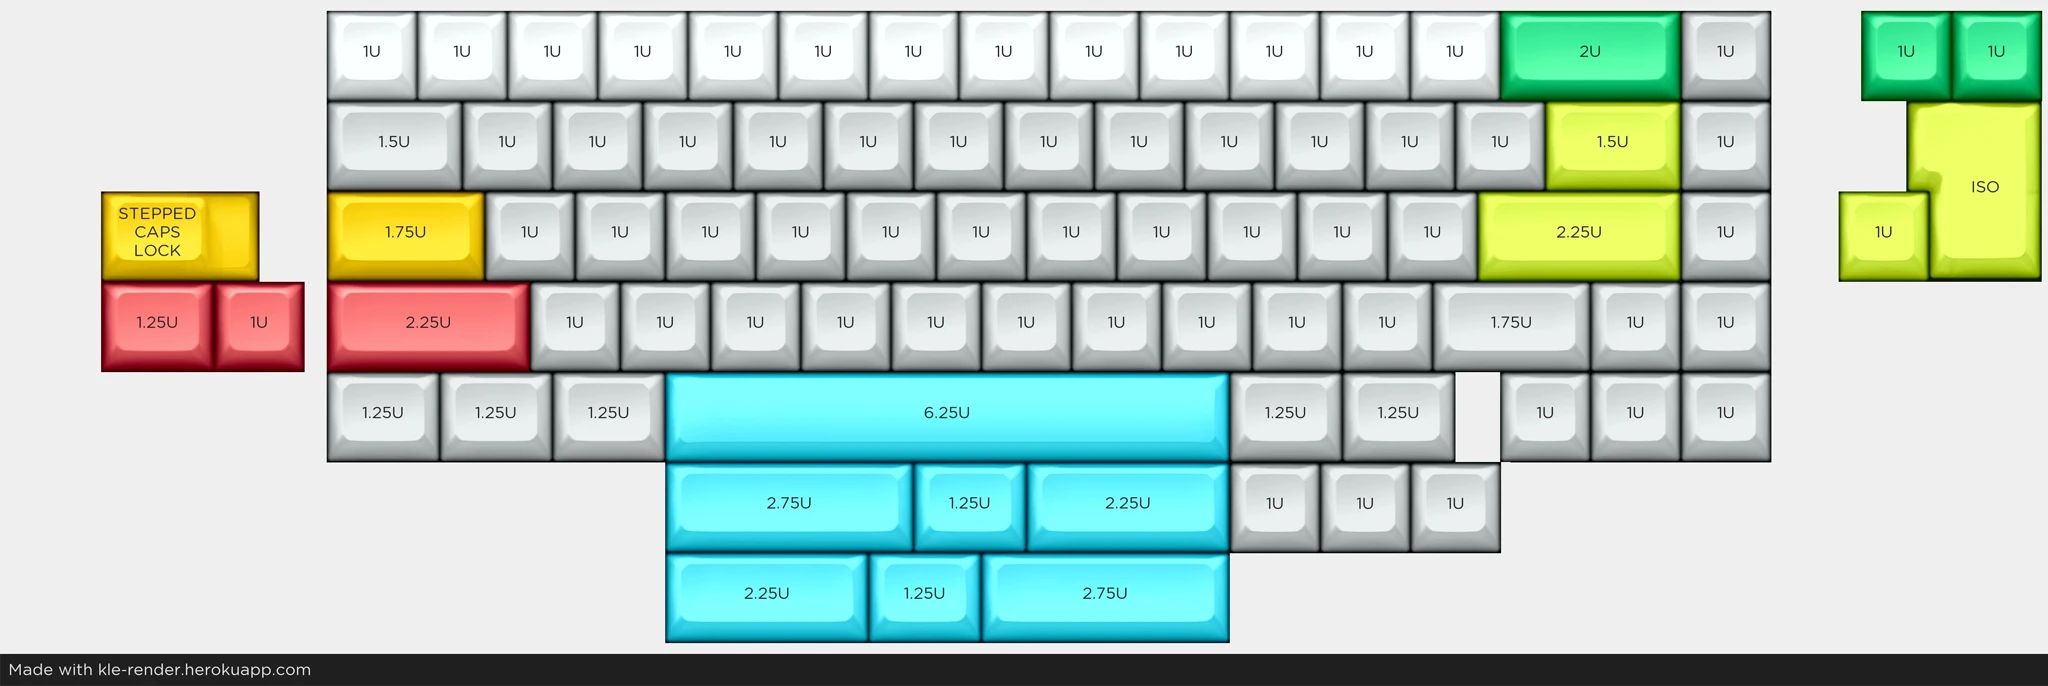 1U 1U 1U 1U 1U 1U 1U 1U 1U 1U 1U 1U 1U 2U 1U 1U 1U
1.5U 1U 1U 1U 1U 1U 1U 1U 1U 1U 1U 1U 1U 1.5U 1U
ISO
STEPPED
CAPS
LOCK
1.75U 1U 1U 1U 1U 1U 1U 1U 1U 1U 1U 1U 2.25U 1U 1U
1.25U 1U 2.25U 1U 1U 1U 1U 1U 1U 1U 1U 1U 1U 1.75U 1U 1U
1.25U 1.25U 1.25U 6.25U 1.25U 1.25U 1U 1U 1U
2.75U 1.25U 2.25U 1U 1U 1U
2.25U 1.25U 2.75U
Made with kle-render.herokuapp.com